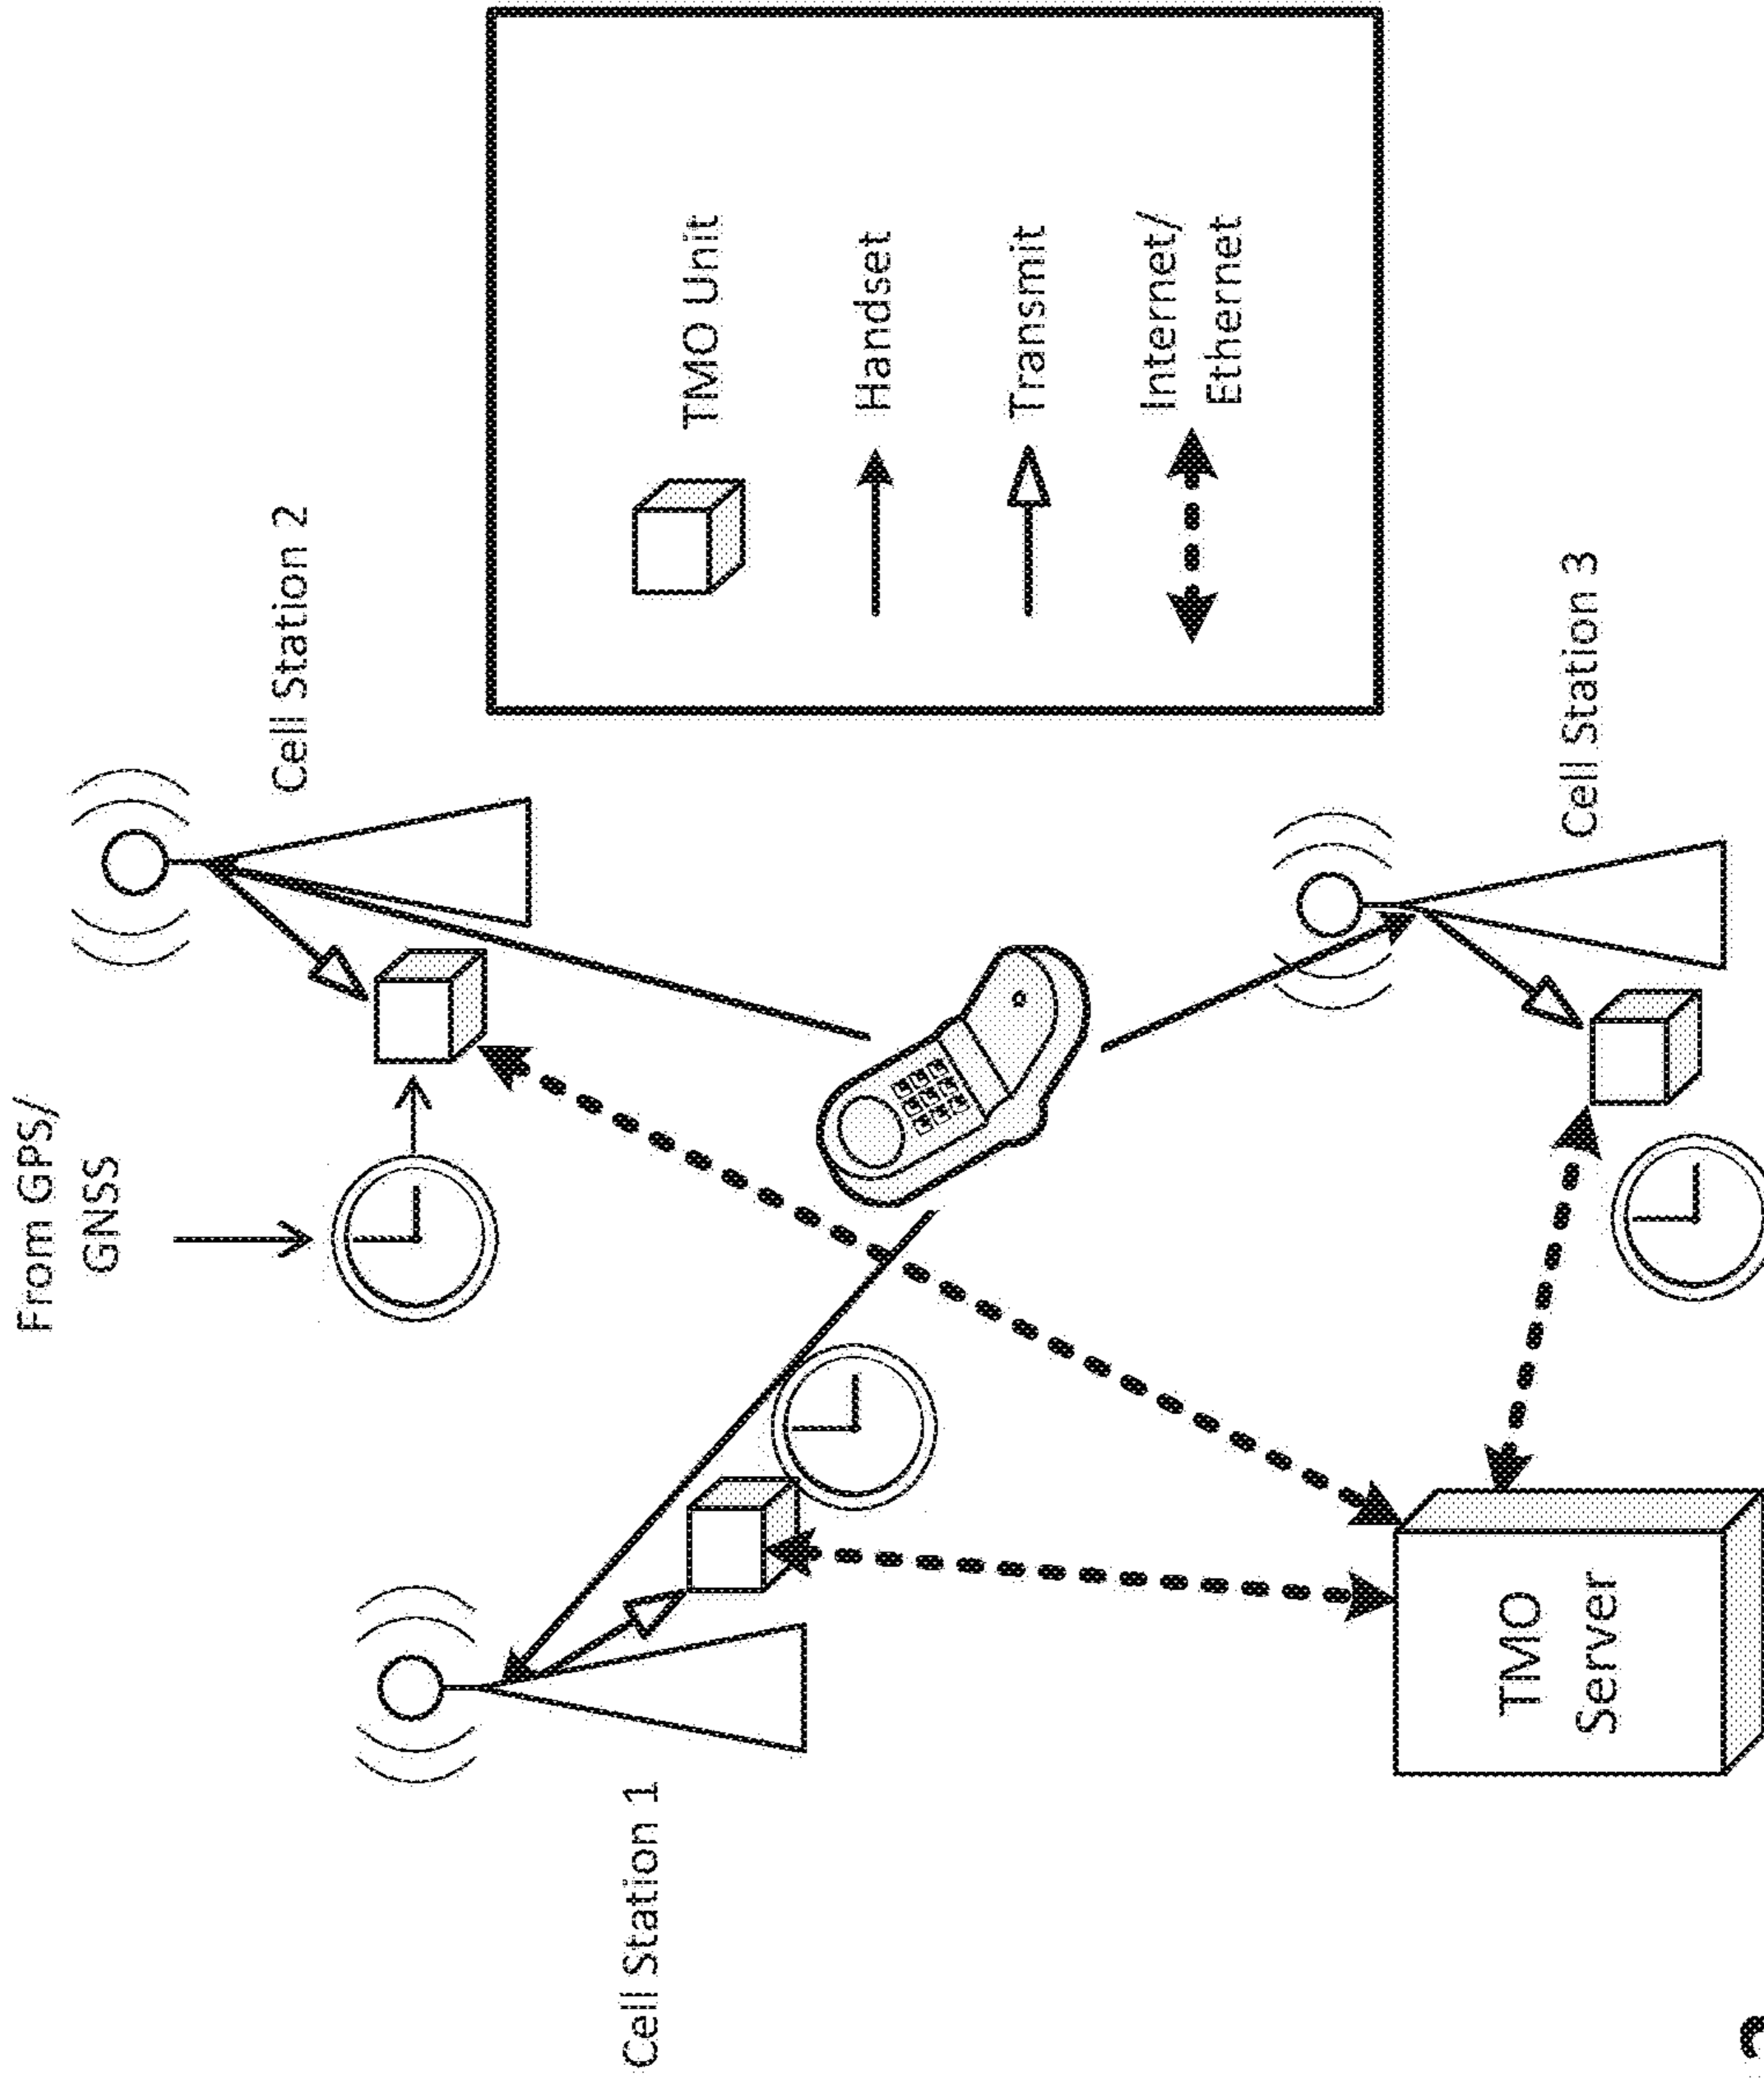 From GPS/
GNSS
Cell Station 2
Cell Station 1
TMO
Server
Cell Station 3
TMO Unit
Handset
Transmit
Internet/
Ethernet